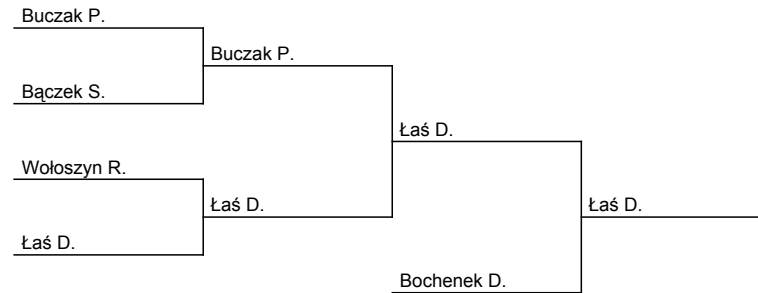 Buczak P.
Buczak P.
Bączek S.
Łaś D.
Wołoszyn R.
Łaś D.
Łaś D.
Łaś D.
Bochenek D.